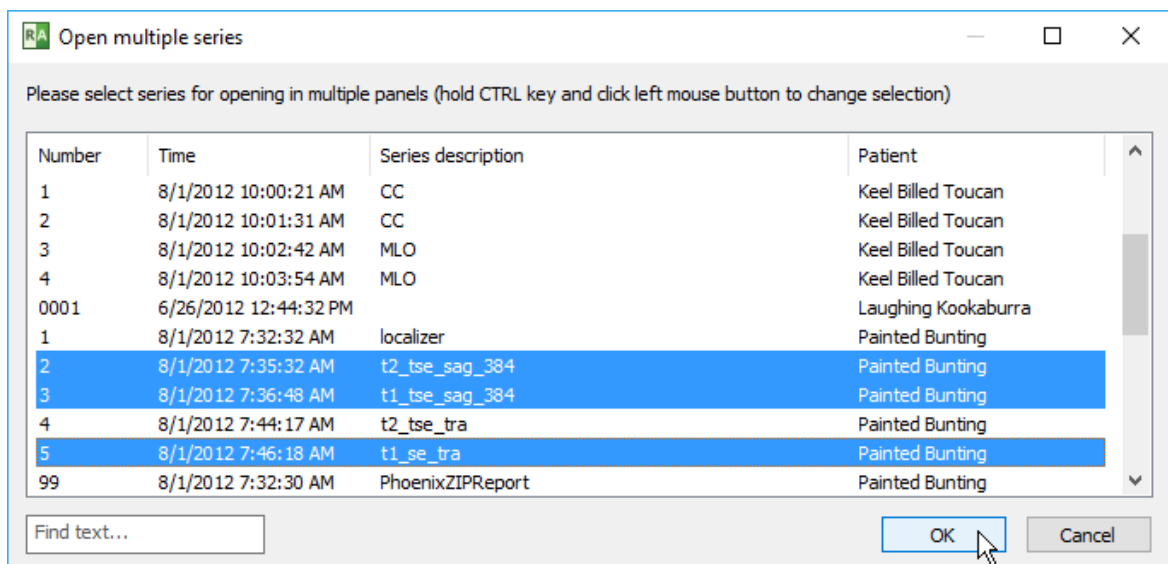 RA Open multiple series
Please select series for opening in multiple panels (hold CTRL key and click left mouse button to change selection)
Number Time Series description Patient
1 8/1/2012 10:00:21 AM CC Keel Billed Toucan
2 8/1/2012 10:01:31 AM CC Keel Billed Toucan
3 8/1/2012 10:02:42 AM MLO Keel Billed Toucan
4 8/1/2012 10:03:54 AM MLO Keel Billed Toucan
0001 6/26/2012 12:44:32 PM Laughing Kookaburra
1 8/1/2012 7:32:32 AM localizer Painted Bunting
2 8/1/2012 7:35:32 AM t2_tse_sag_384 Painted Bunting
3 8/1/2012 7:36:48 AM t1_tse_sag_384 Painted Bunting
4 8/1/2012 7:44:17 AM t2_tse_tra Painted Bunting
5 8/1/2012 7:46:18 AM t1_se_tra Painted Bunting
99 8/1/2012 7:32:30 AM PhoenixZIPReport Painted Bunting
Find text... OK Cancel